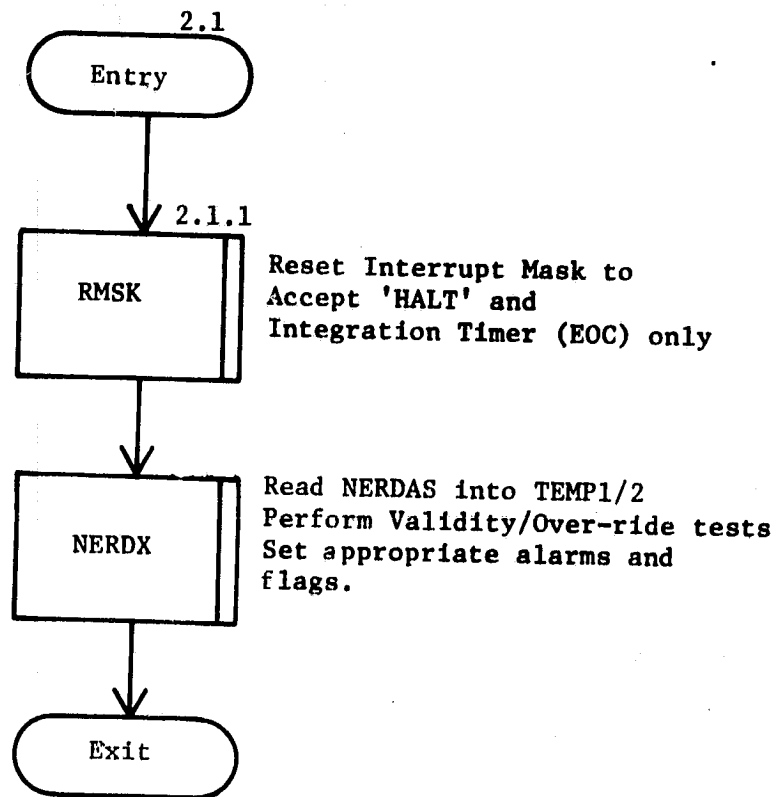 2.1
Entry
2.1.1
RMSK
Reset Interrupt Mask to
Accept 'HALT' and
Integration Timer (EOC) only
NERDX
Read NERDAS into TEMP1/2
Perform Validity/Over-ride tests
Set appropriate alarms and
flags.
Exit